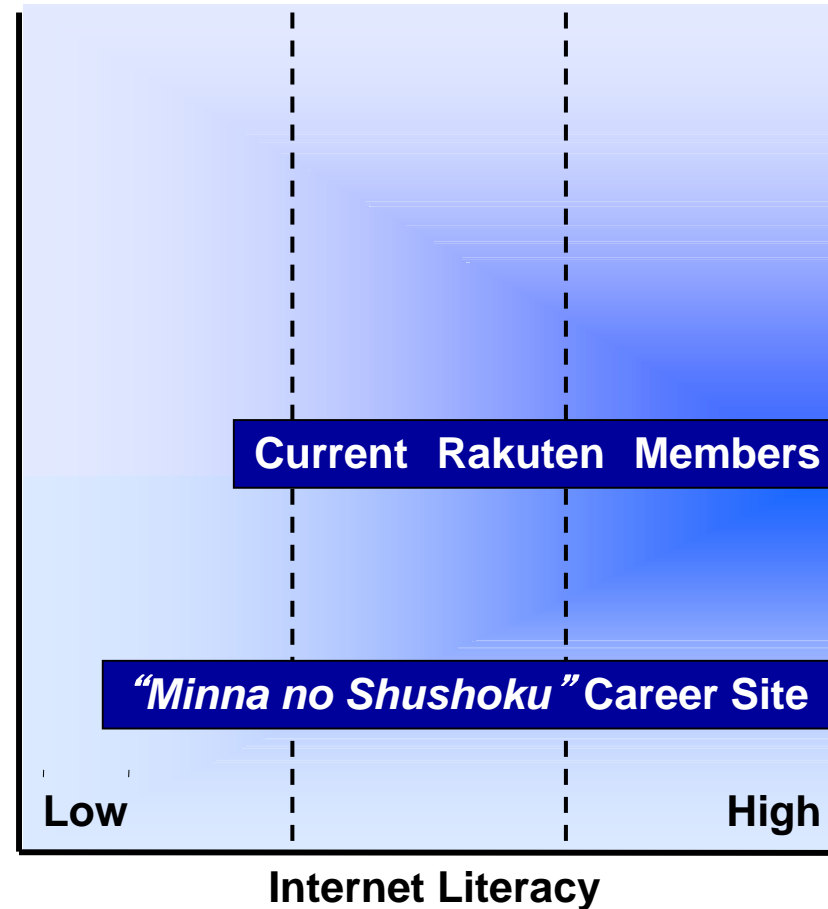 Current Rakuten Members
“Minna no Shushoku” Career Site
Low High
Internet Literacy